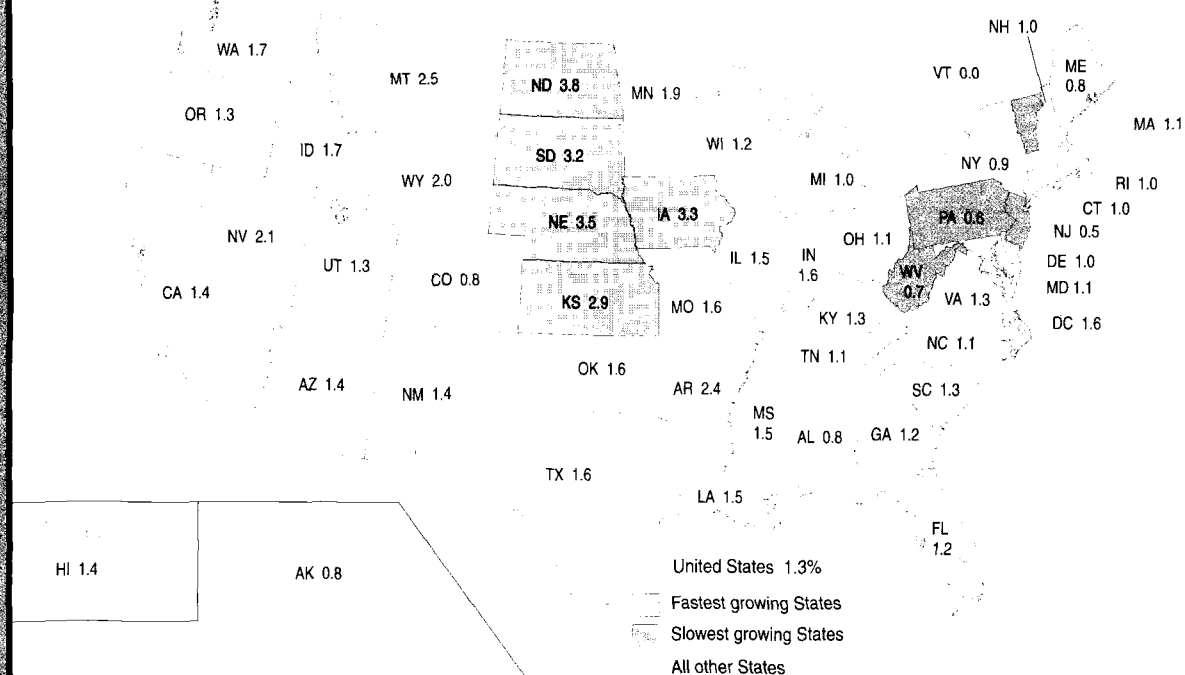 NH 1.0
WA 1.7
VT 0.0
ME
0.8
MT 2.5
ND 3.8
MN 1.9
OR 1.3
MA 1.1
ID 1.7
SD 3.2
WI 1.2
NY 0.9
WY 2.0
MI 1.0
RI 1.0
CT 1.0
NV 2.1
NE 3.5
IA 3.3
PA 0.6
NJ 0.5
OH 1.1
UT 1.3
IL 1.5
IN
1.6
DE 1.0
CO 0.8
WV
0.7
MD 1.1
CA 1.4
KS 2.9
MO 1.6
VA 1.3
KY 1.3
DC 1.6
NC 1.1
TN 1.1
OK 1.6
AZ 1.4
NM 1.4
AR 2.4
SC 1.3
MS
1.5
AL 0.8
GA 1.2
TX 1.6
LA 1.5
FL
1.2
HI 1.4
AK 0.8
United States 1.3%
Fastest growing States
Slowest growing States
All other States